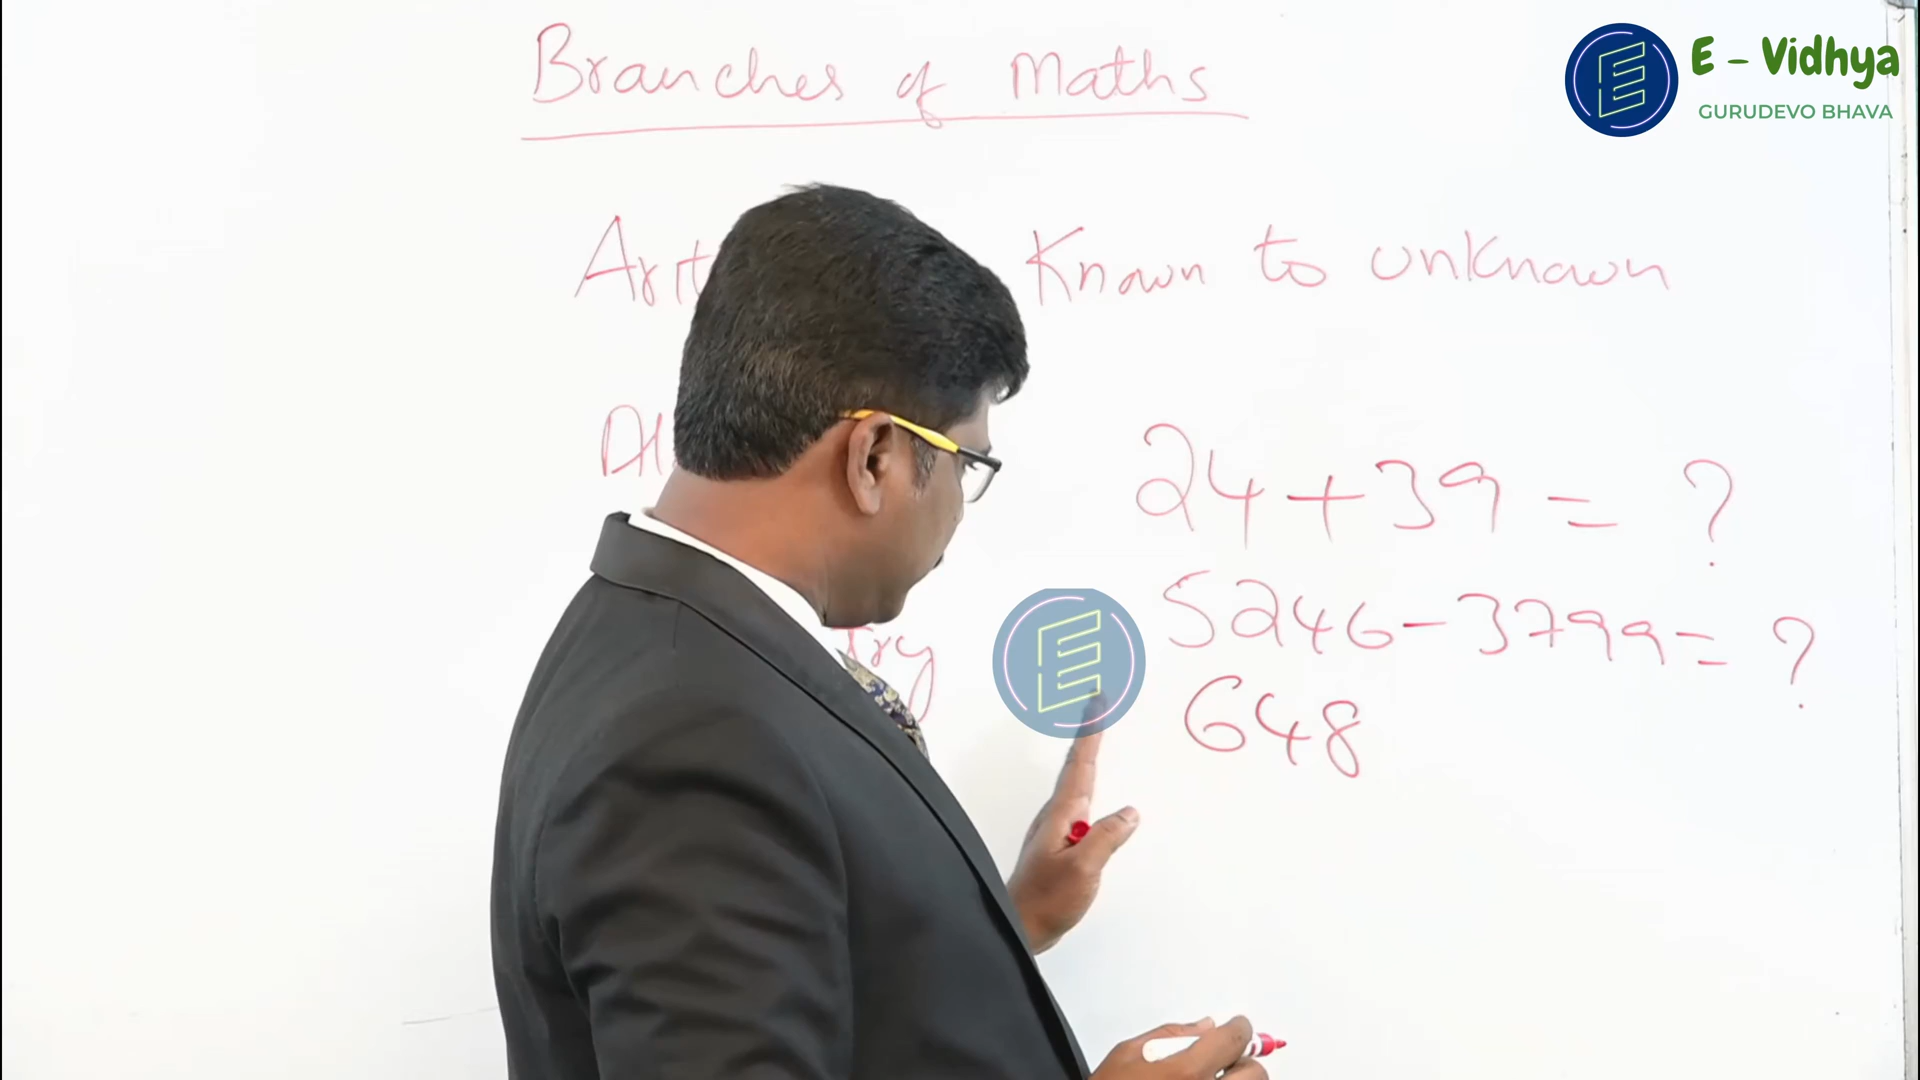 Branches of Maths
E - Vidhya
GURUDEVO BHAVA
Known to unknown
24 + 39 = ?
5246 - 3799 = ?
648